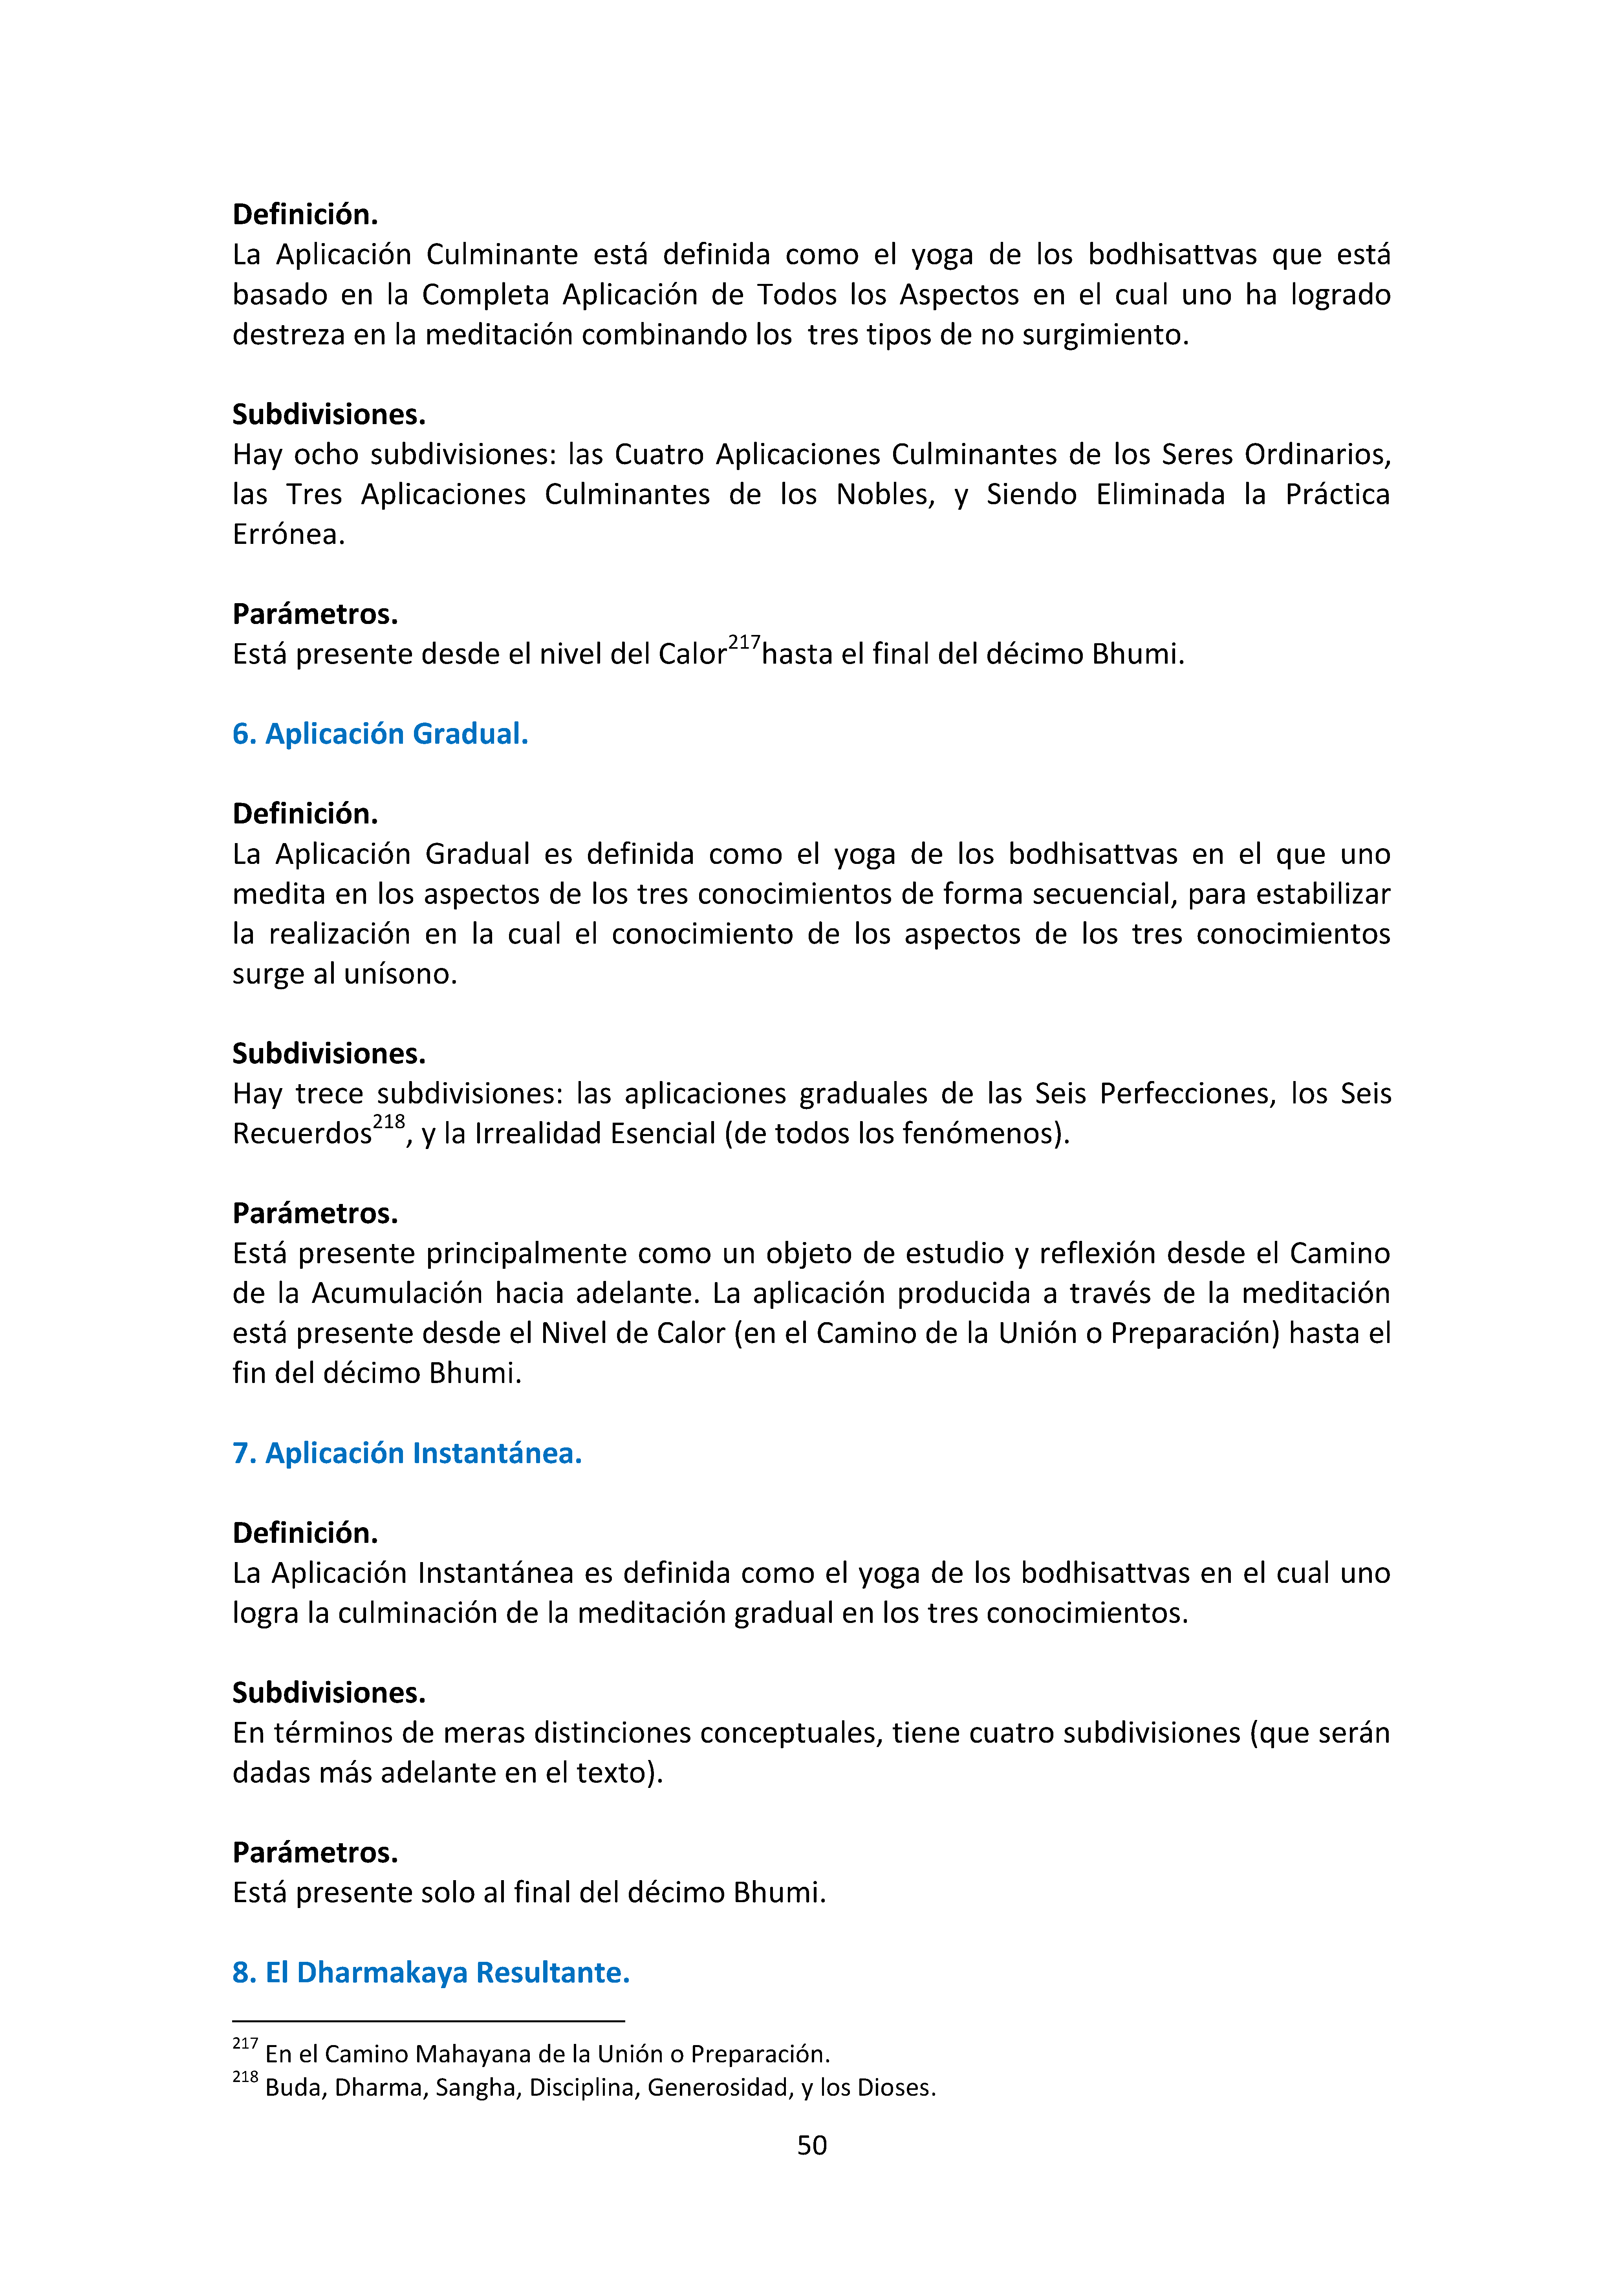 Definición.
La Aplicación Culminante está definida como el yoga de los bodhisattvas que está
basado en la Completa Aplicación de Todos los Aspectos en el cual uno ha logrado
destreza en la meditación combinando los  tres tipos de no surgimiento.
Subdivisiones.
Hay ocho subdivisiones: las Cuatro Aplicaciones Culminantes de los Seres Ordinarios,
las Tres Aplicaciones Culminantes de los Nobles, y Siendo Eliminada la Práctica
Errónea.
Parámetros.
Está presente desde el nivel del Calor217hasta el final del décimo Bhumi.
6. Aplicación Gradual.
Definición.
La Aplicación Gradual es definida como el yoga de los bodhisattvas en el que uno
medita en los aspectos de los tres conocimientos de forma secuencial, para estabilizar
la realización en la cual el conocimiento de los aspectos de los tres conocimientos
surge al unísono.
Subdivisiones.
Hay trece subdivisiones: las aplicaciones graduales de las Seis Perfecciones, los Seis
Recuerdos218, y la Irrealidad Esencial (de todos los fenómenos).
Parámetros.
Está presente principalmente como un objeto de estudio y reflexión desde el Camino
de la Acumulación hacia adelante. La aplicación producida a través de la meditación
está presente desde el Nivel de Calor (en el Camino de la Unión o Preparación) hasta el
fin del décimo Bhumi.
7. Aplicación Instantánea.
Definición.
La Aplicación Instantánea es definida como el yoga de los bodhisattvas en el cual uno
logra la culminación de la meditación gradual en los tres conocimientos.
Subdivisiones.
En términos de meras distinciones conceptuales, tiene cuatro subdivisiones (que serán
dadas más adelante en el texto).
Parámetros.
Está presente solo al final del décimo Bhumi.
8. El Dharmakaya Resultante.
217 En el Camino Mahayana de la Unión o Preparación.
218 Buda, Dharma, Sangha, Disciplina, Generosidad, y los Dioses.
50